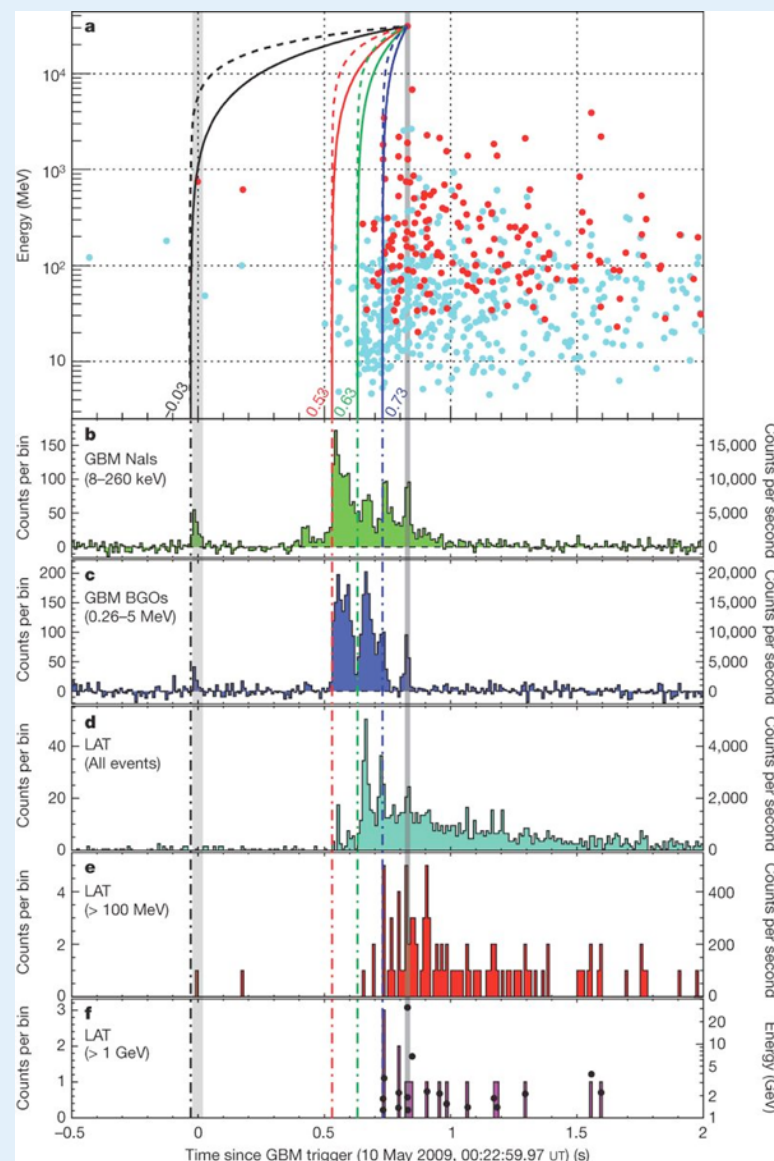 a
10⁴
10³
10²
10
Energy (MeV)
−0.03
0.53
0.63
0.73
b
GBM NaIs
(8–260 keV)
Counts per bin
150
100
50
0
15,000
10,000
5,000
0
Counts per second
c
GBM BGOs
(0.26–5 MeV)
Counts per bin
200
150
100
50
0
20,000
15,000
10,000
5,000
0
Counts per second
d
LAT
(All events)
Counts per bin
40
20
0
4,000
2,000
0
Counts per second
e
LAT
(> 100 MeV)
Counts per bin
4
2
0
400
200
0
Counts per second
f
LAT
(> 1 GeV)
Counts per bin
3
2
1
0
20
10
5
2
1
Energy (GeV)
−0.5
0
0.5
1
1.5
2
Time since GBM trigger (10 May 2009, 00:22:59.97 UT) (s)